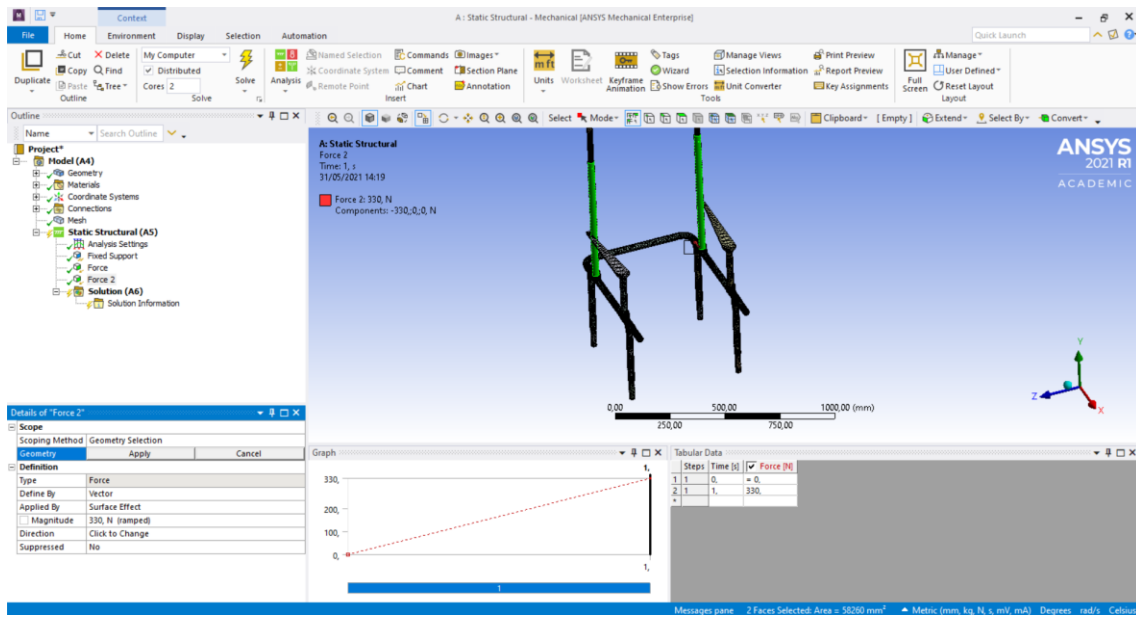 Context
A : Static Structural - Mechanical [ANSYS Mechanical Enterprise]
File Home Environment Display Selection Automation
Quick Launch
Duplicate
Cut
Copy
Paste
Delete
Find
Tree
Outline
My Computer
Distributed
Cores 2
Solve
Solve
Analysis
Named Selection
Coordinate System
Remote Point
Commands
Comment
Chart
Images
Section Plane
Annotation
Insert
Units
Worksheet
Keyframe Animation
Tags
Wizard
Show Errors
Manage Views
Selection Information
Unit Converter
Print Preview
Report Preview
Key Assignments
Tools
Full Screen
Manage
User Defined
Reset Layout
Layout
Outline
Name Search Outline
Select Mode Clipboard [ Empty ] Extend Select By Convert
Project*
Model (A4)
Geometry
Materials
Coordinate Systems
Connections
Mesh
Static Structural (A5)
Analysis Settings
Fixed Support
Force
Force 2
Solution (A6)
Solution Information
A: Static Structural
Force 2
Time: 1, s
31/05/2021 14:19
Force 2: 330, N
Components: -330,;0,;0, N
ANSYS
2021 R1
ACADEMIC
Y
Z
X
0,00 500,00 1000,00 (mm)
250,00 750,00
Details of "Force 2"
Scope
Scoping Method Geometry Selection
Geometry Apply Cancel
Definition
Type Force
Define By Vector
Applied By Surface Effect
Magnitude 330, N (ramped)
Direction Click to Change
Suppressed No
Graph
1,
330,
200,
100,
0,
1,
1
Tabular Data
Steps Time [s] Force [N]
1 1 0, = 0,
2 1 1, 330,
*
Messages pane 2 Faces Selected: Area = 58260 mm² Metric (mm, kg, N, s, mV, mA) Degrees rad/s Celsius